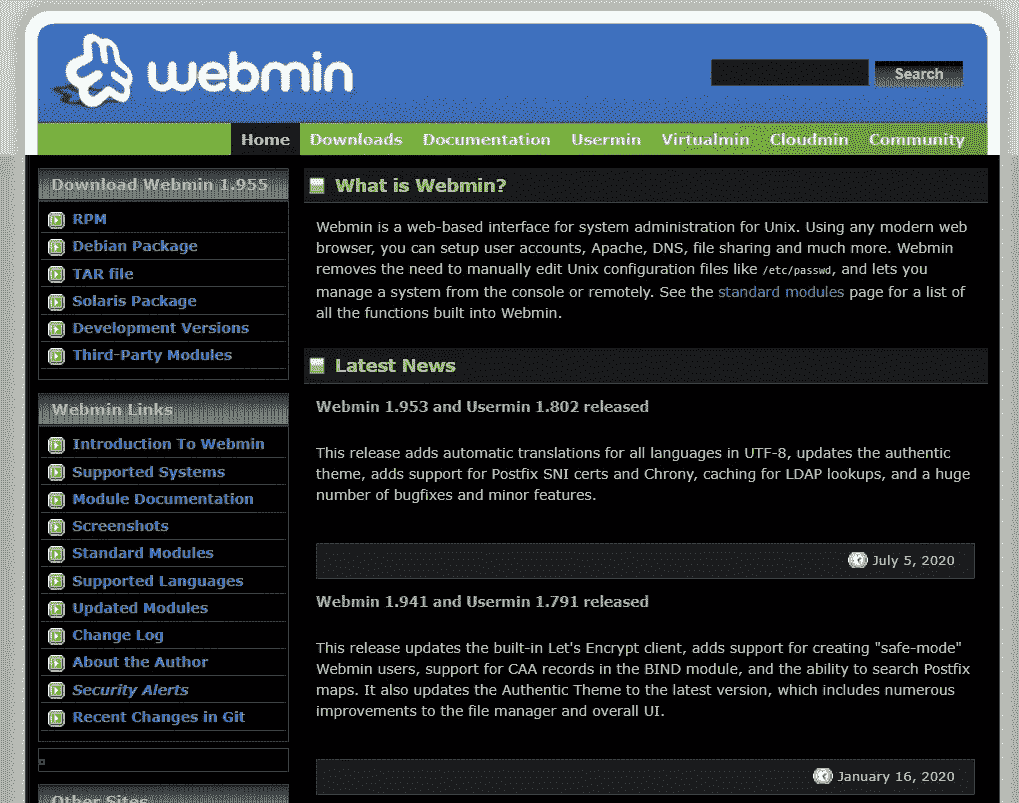 webmin
Search
Home Downloads Documentation Usermin Virtualmin Cloudmin Community
Download Webmin 1.955
RPM
Debian Package
TAR file
Solaris Package
Development Versions
Third-Party Modules
Webmin Links
Introduction To Webmin
Supported Systems
Module Documentation
Screenshots
Standard Modules
Supported Languages
Updated Modules
Change Log
About the Author
Security Alerts
Recent Changes in Git
Other Sites
What is Webmin?
Webmin is a web-based interface for system administration for Unix. Using any modern web
browser, you can setup user accounts, Apache, DNS, file sharing and much more. Webmin
removes the need to manually edit Unix configuration files like /etc/passwd, and lets you
manage a system from the console or remotely. See the standard modules page for a list of
all the functions built into Webmin.
Latest News
Webmin 1.953 and Usermin 1.802 released
This release adds automatic translations for all languages in UTF-8, updates the authentic
theme, adds support for Postfix SNI certs and Chrony, caching for LDAP lookups, and a huge
number of bugfixes and minor features.
July 5, 2020
Webmin 1.941 and Usermin 1.791 released
This release updates the built-in Let's Encrypt client, adds support for creating "safe-mode"
Webmin users, support for CAA records in the BIND module, and the ability to search Postfix
maps. It also updates the Authentic Theme to the latest version, which includes numerous
improvements to the file manager and overall UI.
January 16, 2020